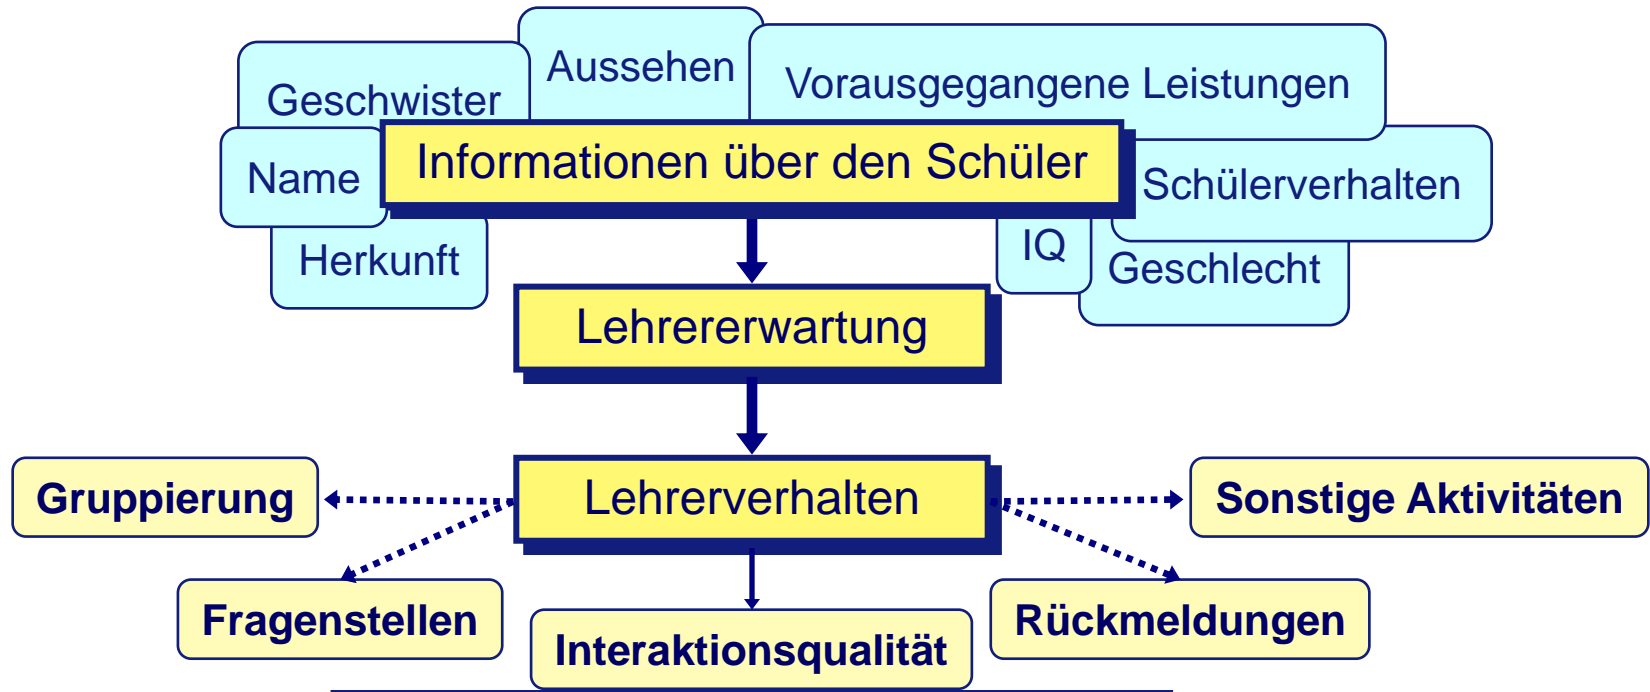 Aussehen
Vorausgegangene Leistungen
Geschwister
Informationen über den Schüler
Name
Schülerverhalten
Herkunft
IQ
Geschlecht
Lehrererwartung
Gruppierung
Lehrerverhalten
Sonstige Aktivitäten
Fragenstellen
Interaktionsqualität
Rückmeldungen